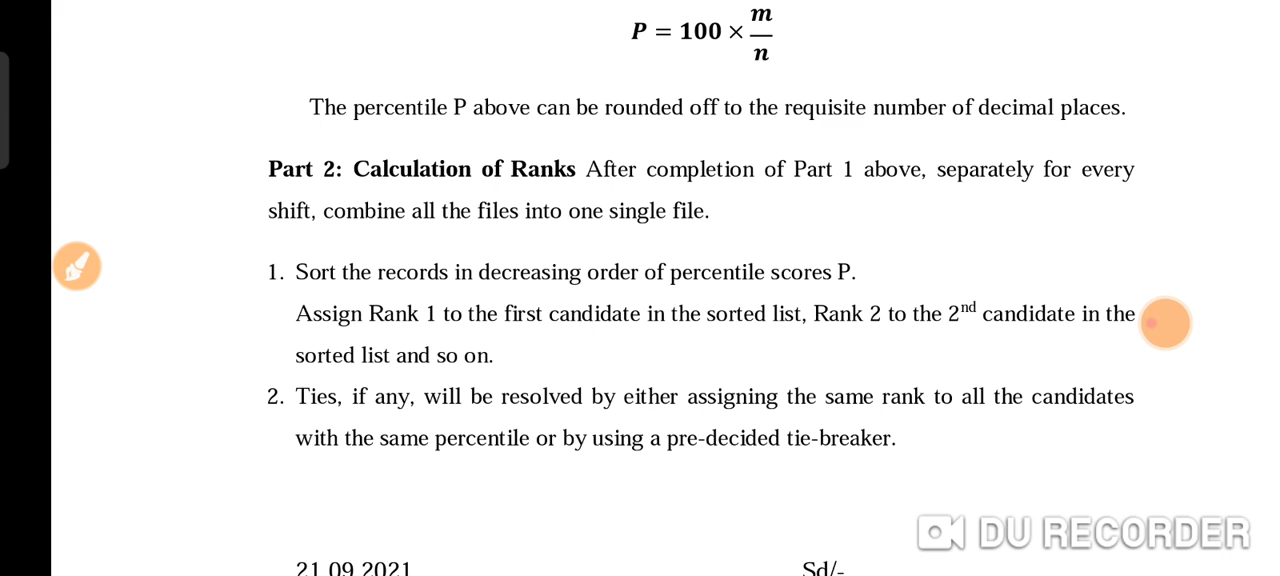 P = 100 × m/n
The percentile P above can be rounded off to the requisite number of decimal places.
Part 2: Calculation of Ranks After completion of Part 1 above, separately for every
shift, combine all the files into one single file.
1. Sort the records in decreasing order of percentile scores P.
Assign Rank 1 to the first candidate in the sorted list, Rank 2 to the 2nd candidate in the
sorted list and so on.
2. Ties, if any, will be resolved by either assigning the same rank to all the candidates
with the same percentile or by using a pre-decided tie-breaker.
DU RECORDER
21.09.2021 Sd/-